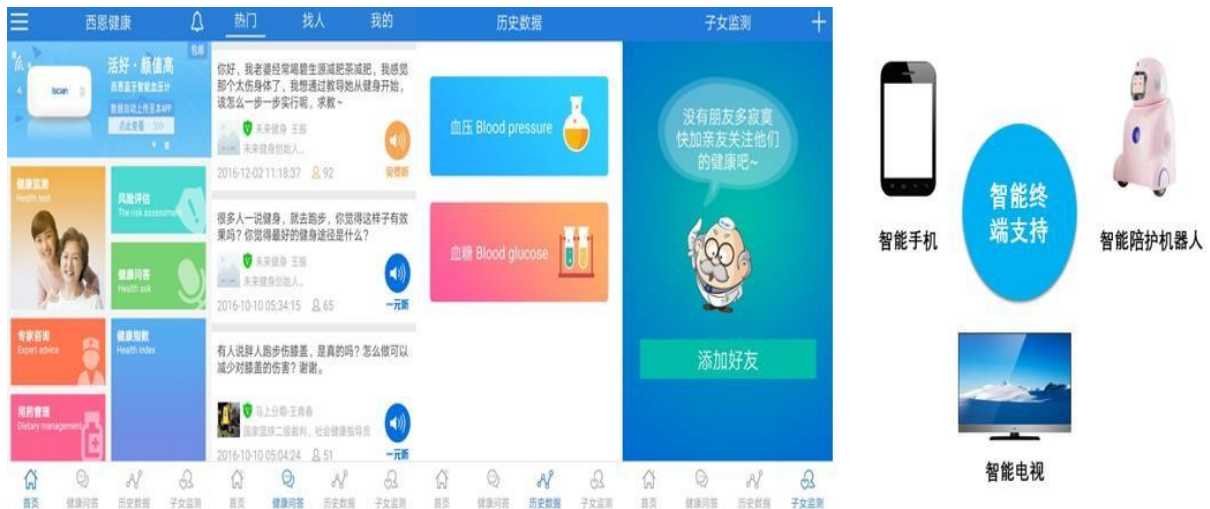 西恩健康
活好·颜值高
包邮
西恩蓝牙智能血压计
数据自动上传至本APP
点此查看 >>>
iscan
健康监测
Health test
风险评估
The risk assessment
健康问答
Health ask
专家咨询
Expert advice
健康指数
Health index
用药管理
Dietary management
首页
健康问答
历史数据
子女监测
热门
找人
我的
你好，我老婆经常喝碧生源减肥茶减肥，我感觉
那个太伤身体了，我想通过教导她从健身开始，
该怎么一步一步实行呢，求教~
未来健身 王振
未来健身创始人..
2016-12-02 11:18:37
92
免费听
很多人一说健身，就去跑步，你觉得这样子有效
果吗？你觉得最好的健身途径是什么？
未来健身 王振
未来健身创始人..
2016-10-10 05:34:15
65
一元听
有人说胖人跑步伤膝盖，是真的吗？怎么做可以
减少对膝盖的伤害？谢谢。
马上分期-王青春
国家篮球二级裁判，社会健康指导员
2016-10-10 05:04:24
51
一元听
首页
健康问答
历史数据
子女监测
历史数据
血压 Blood pressure
血糖 Blood glucose
首页
健康问答
历史数据
子女监测
子女监测
没有朋友多寂寞
快加亲友关注他们
的健康吧~
添加好友
首页
健康问答
历史数据
子女监测
智能终
端支持
智能手机
智能陪护机器人
智能电视